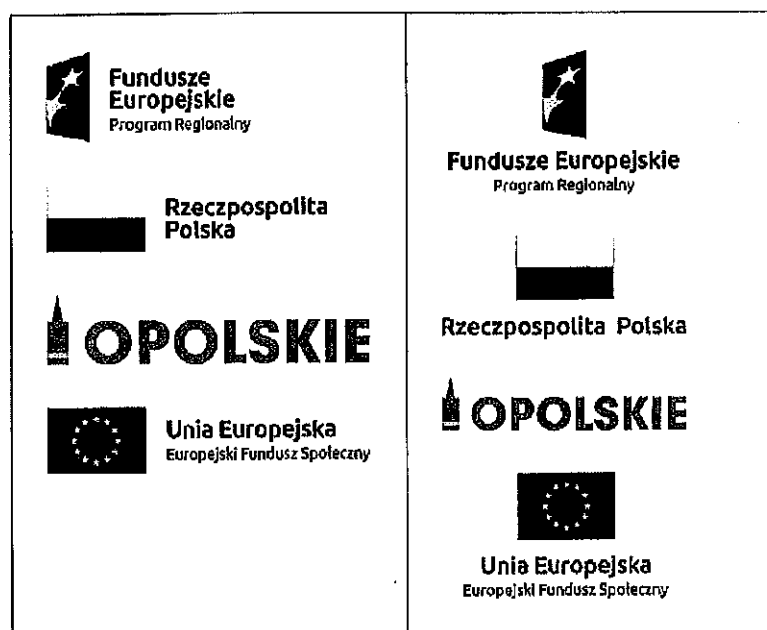 Fundusze
Europejskie
Program Regionalny
Rzeczpospolita
Polska
OPOLSKIE
Unia Europejska
Europejski Fundusz Społeczny
Fundusze Europejskie
Program Regionalny
Rzeczpospolita Polska
OPOLSKIE
Unia Europejska
Europejski Fundusz Społeczny